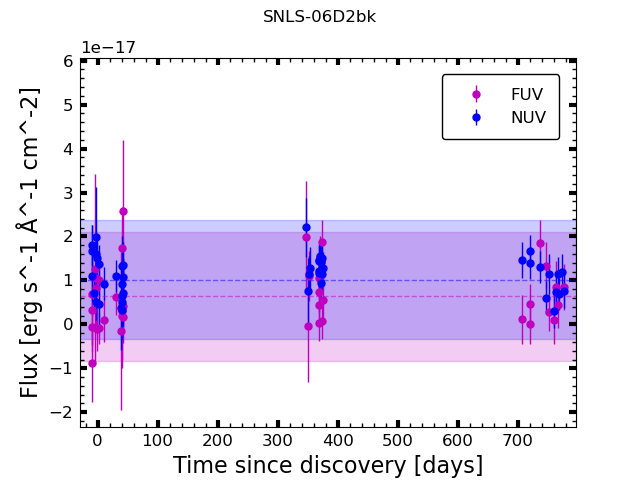 SNLS-06D2bk
1e−17
FUV
NUV
6
5
4
3
2
1
0
−1
−2
Flux [erg s^-1 Å^-1 cm^-2]
0 100 200 300 400 500 600 700
Time since discovery [days]